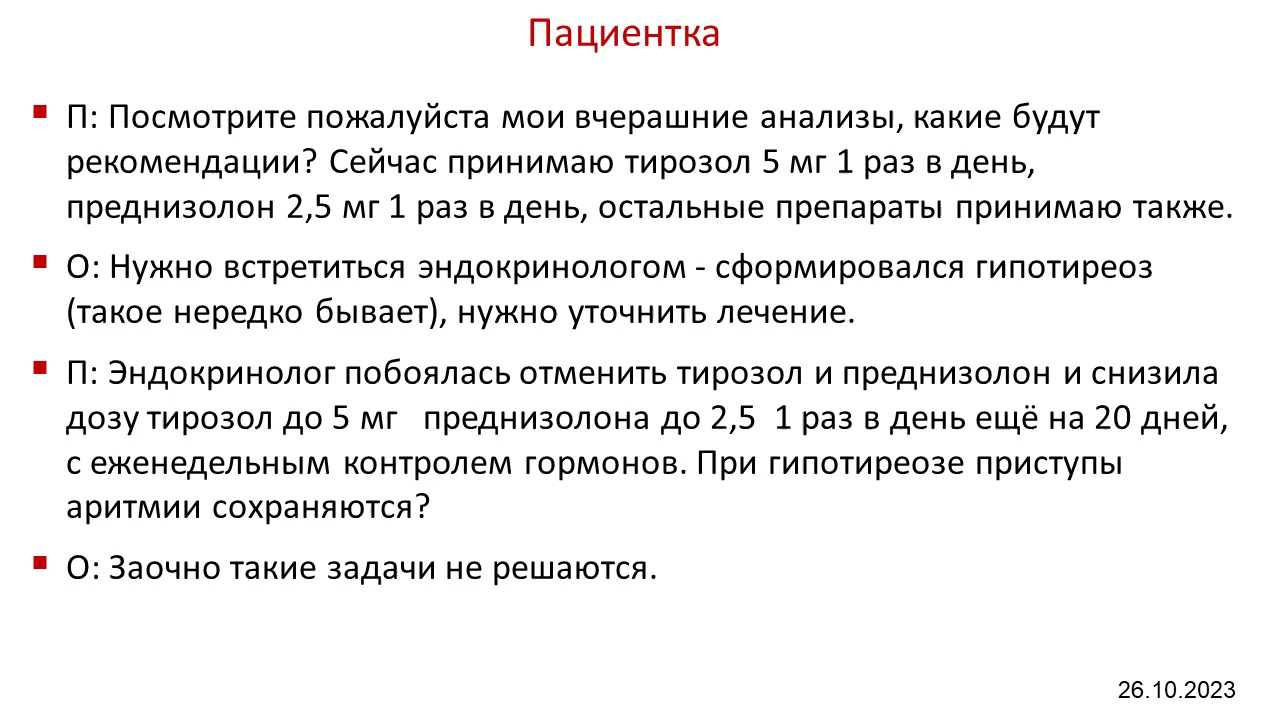 Пациентка
П: Посмотрите пожалуйста мои вчерашние анализы, какие будут
рекомендации? Сейчас принимаю тирозол 5 мг 1 раз в день,
преднизолон 2,5 мг 1 раз в день, остальные препараты принимаю также.
О: Нужно встретиться эндокринологом - сформировался гипотиреоз
(такое нередко бывает), нужно уточнить лечение.
П: Эндокринолог побоялась отменить тирозол и преднизолон и снизила
дозу тирозол до 5 мг   преднизолона до 2,5  1 раз в день ещё на 20 дней,
с еженедельным контролем гормонов. При гипотиреозе приступы
аритмии сохраняются?
О: Заочно такие задачи не решаются.
26.10.2023